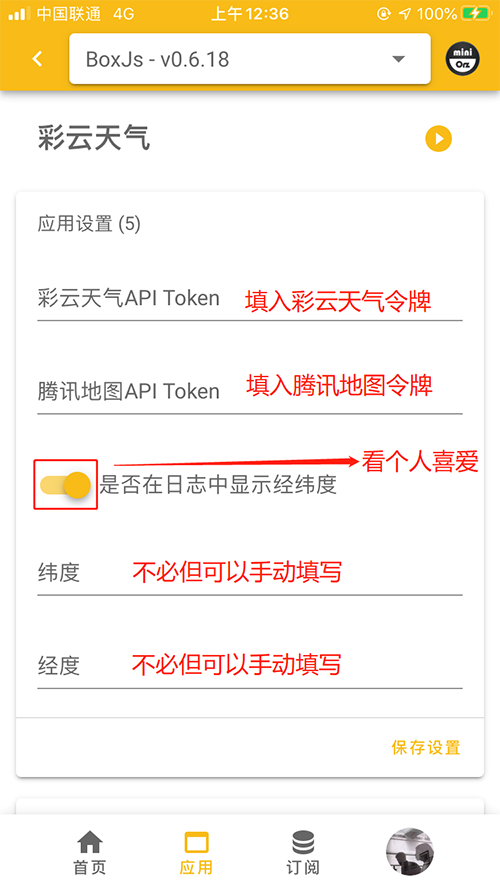 中国联通 4G 上午12:36 100%
BoxJs - v0.6.18
mini
Orz
彩云天气
应用设置 (5)
彩云天气API Token 填入彩云天气令牌
腾讯地图API Token 填入腾讯地图令牌
看个人喜爱
是否在日志中显示经纬度
纬度 不必但可以手动填写
经度 不必但可以手动填写
保存设置
首页 应用 订阅